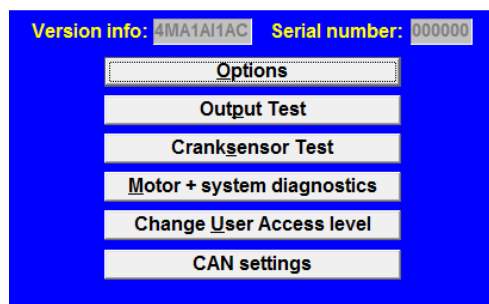 Version info: 4MA1AI1AC Serial number: 000000
Options
Output Test
Cranksensor Test
Motor + system diagnostics
Change User Access level
CAN settings